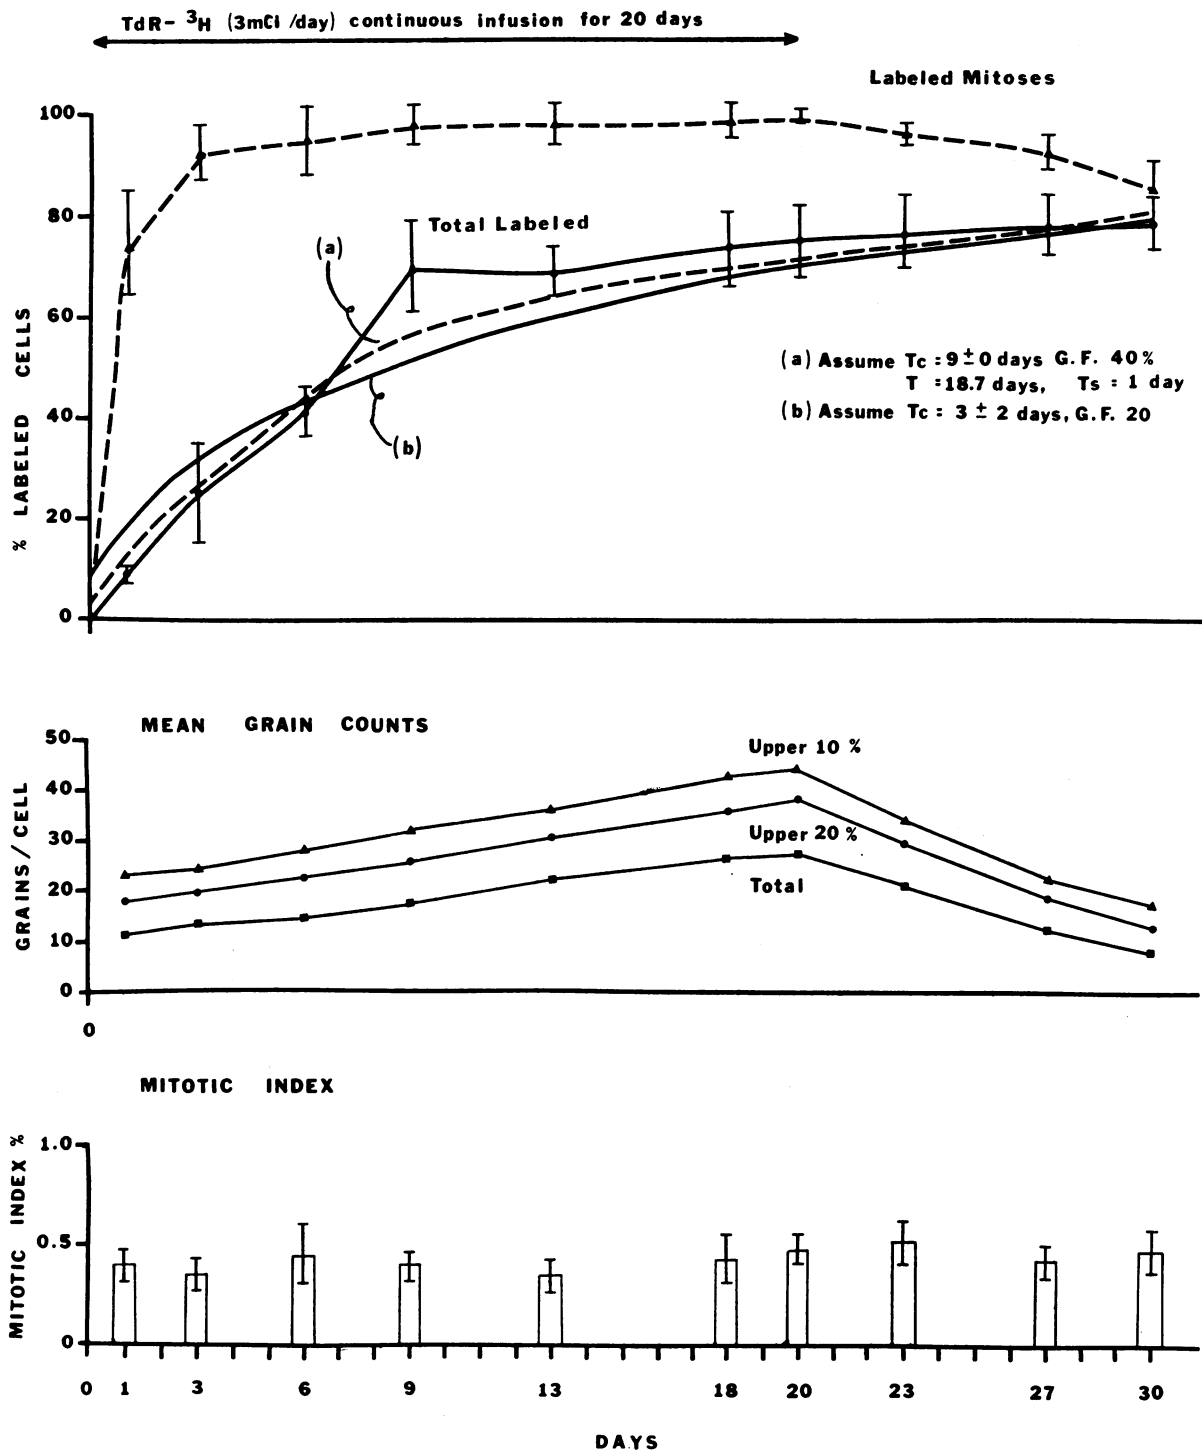 TdR- ³H (3mCi /day) continuous infusion for 20 days
Labeled Mitoses
100
80
60
40
20
0
% LABELED CELLS
Total Labeled
(a)
(b)
(a) Assume Tc = 9 ± 0 days G.F. 40%
T = 18.7 days, Ts = 1 day
(b) Assume Tc = 3 ± 2 days, G.F. 20
MEAN GRAIN COUNTS
50
40
30
20
10
0
GRAINS / CELL
Upper 10 %
Upper 20 %
Total
0
MITOTIC INDEX
1.0
0.5
0
MITOTIC INDEX %
0 1 3 6 9 13 18 20 23 27 30
DAYS